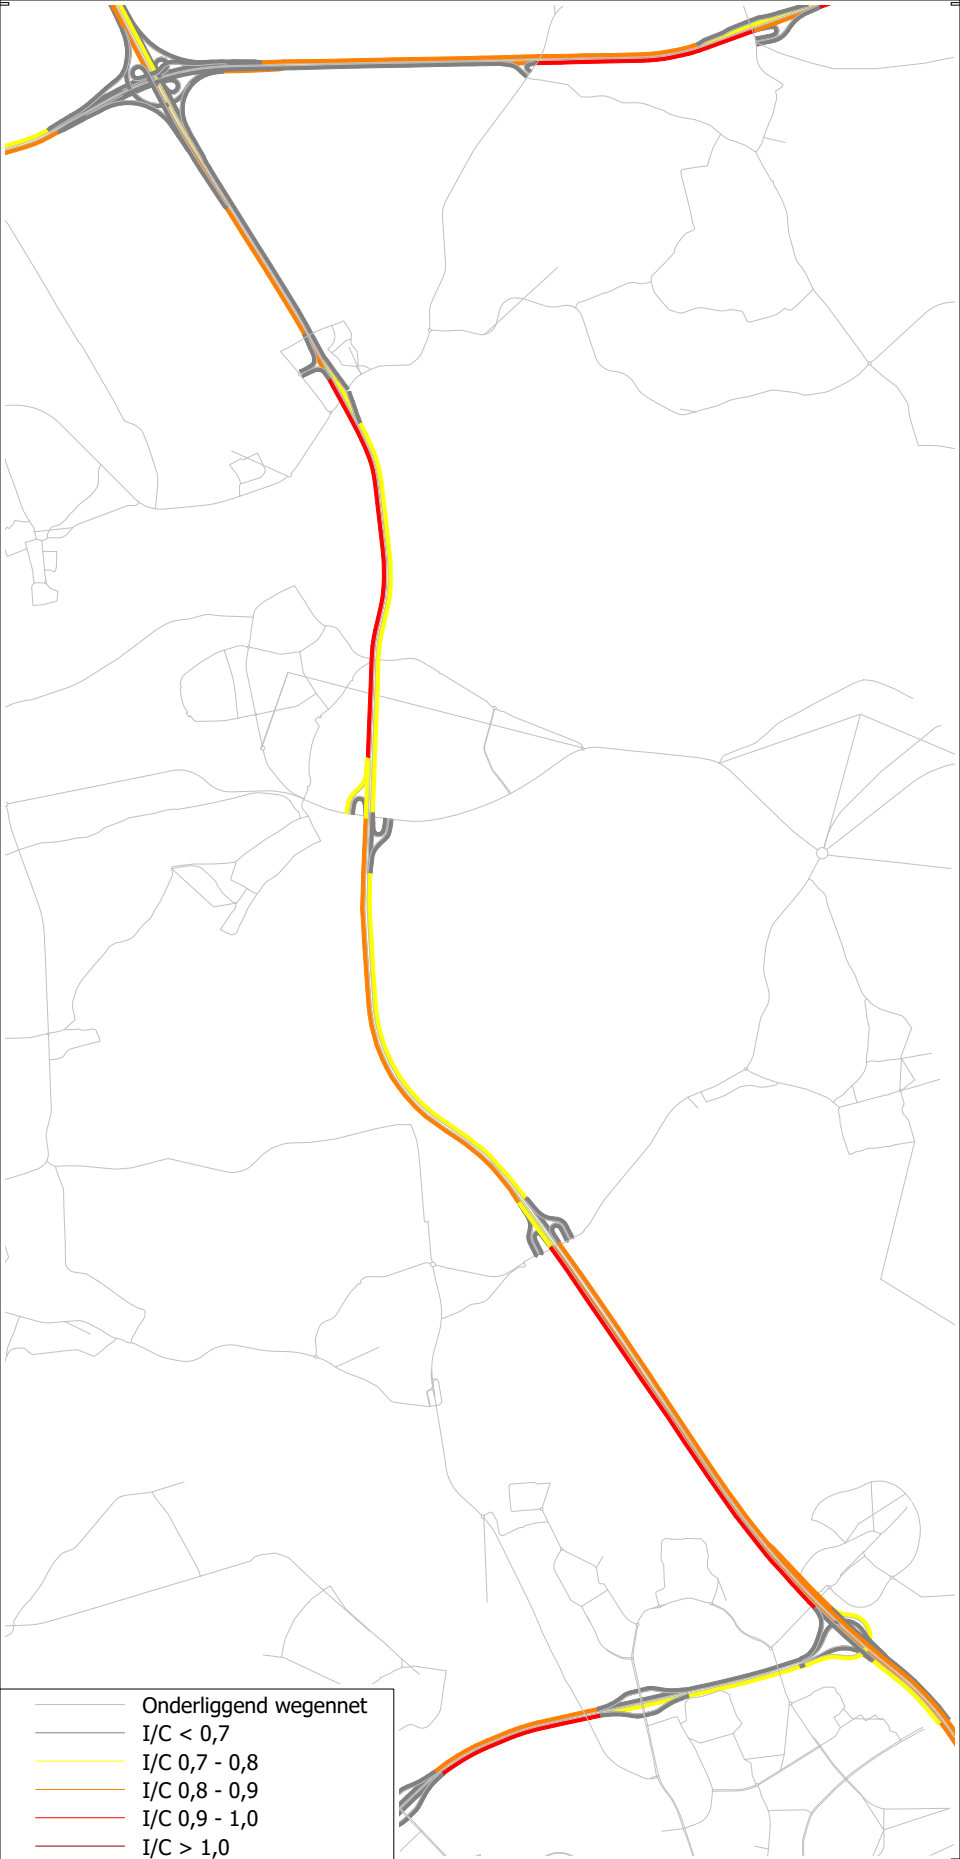 Onderliggend wegennet
I/C < 0,7
I/C 0,7 - 0,8
I/C 0,8 - 0,9
I/C 0,9 - 1,0
I/C > 1,0